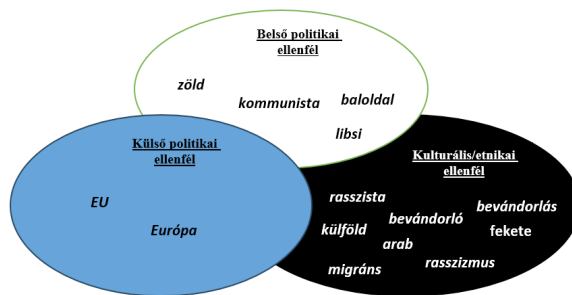 Belső politikai
ellenfél
zöld
kommunista
baloldal
libsi
Külső politikai
ellenfél
EU
Európa
Kulturális/etnikai
ellenfél
rasszista
bevándorlás
bevándorló
külföld
fekete
arab
migráns
rasszizmus